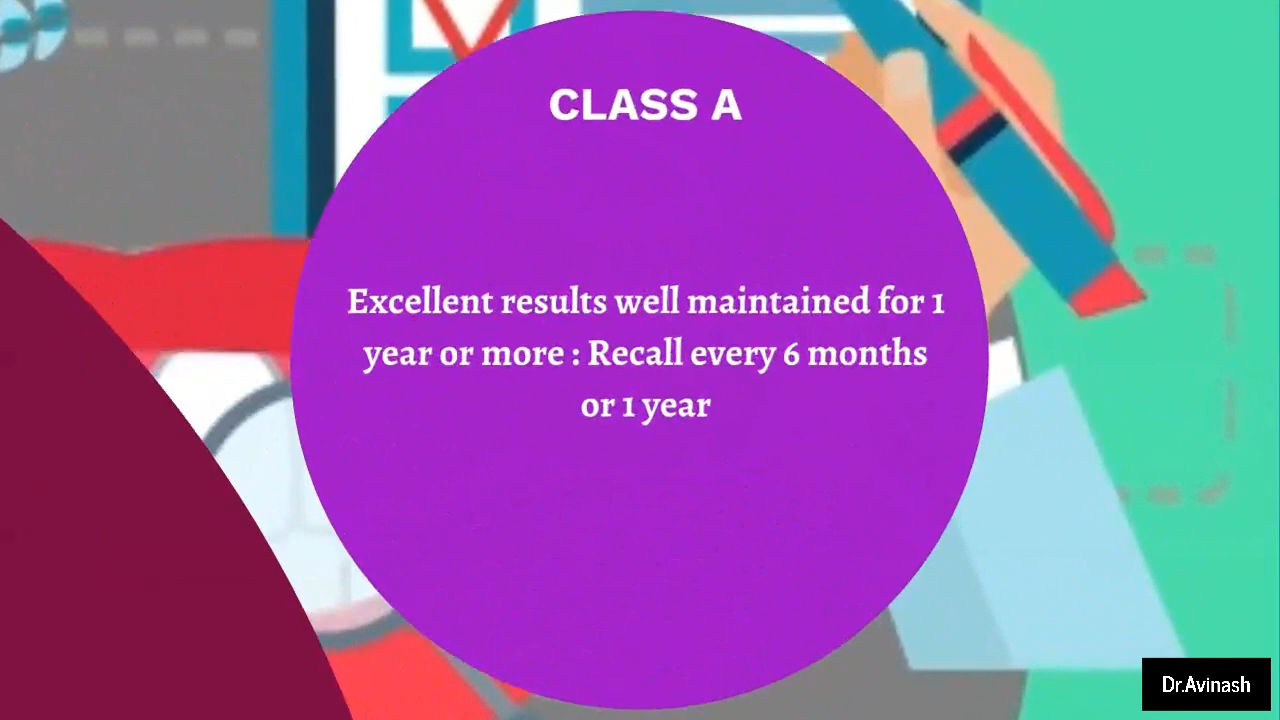 CLASS A
Excellent results well maintained for 1
year or more : Recall every 6 months
or 1 year
Dr.Avinash